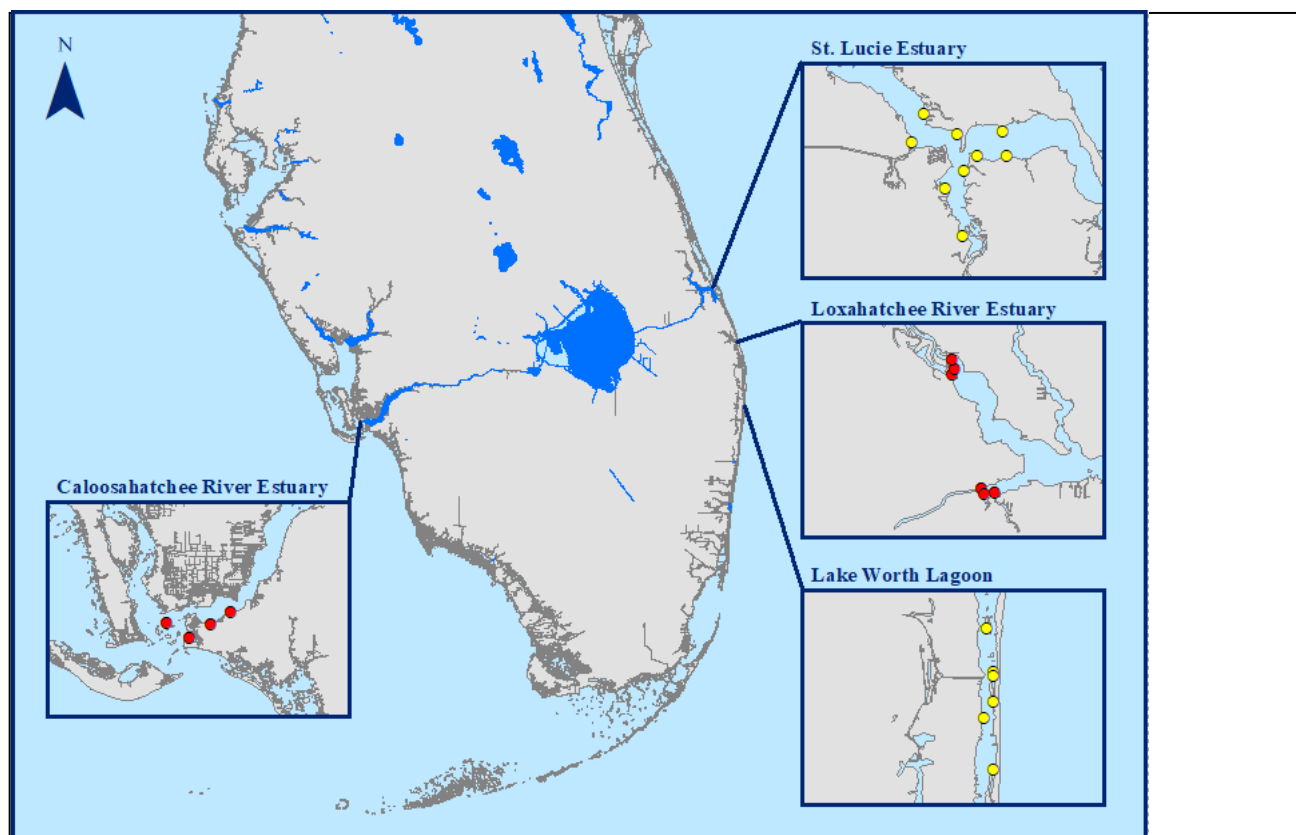 N
St. Lucie Estuary
Loxahatchee River Estuary
Caloosahatchee River Estuary
Lake Worth Lagoon